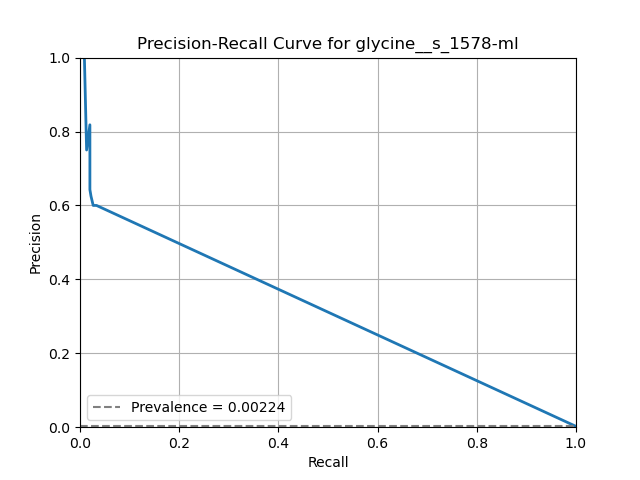 Precision-Recall Curve for glycine__s_1578-ml
1.0
0.8
0.6
0.4
0.2
0.0
Precision
Prevalence = 0.00224
0.0 0.2 0.4 0.6 0.8 1.0
Recall